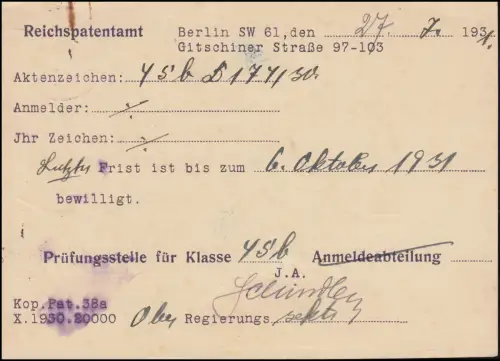 Reichspatentamt
Berlin SW 61, den 27. 7. 1931.
Gitschiner Straße 97-103
Aktenzeichen: 45b D 174/30
Anmelder: ./.
Jhr Zeichen: ./.
Letzte Frist ist bis zum 6. Oktober 1931
bewilligt.
Prüfungsstelle für Klasse 45b Anmeldeabteilung
J.A.
Schindler
Kop. Pat. 38a
X.1930.20000 Ober Regierungs sekr.